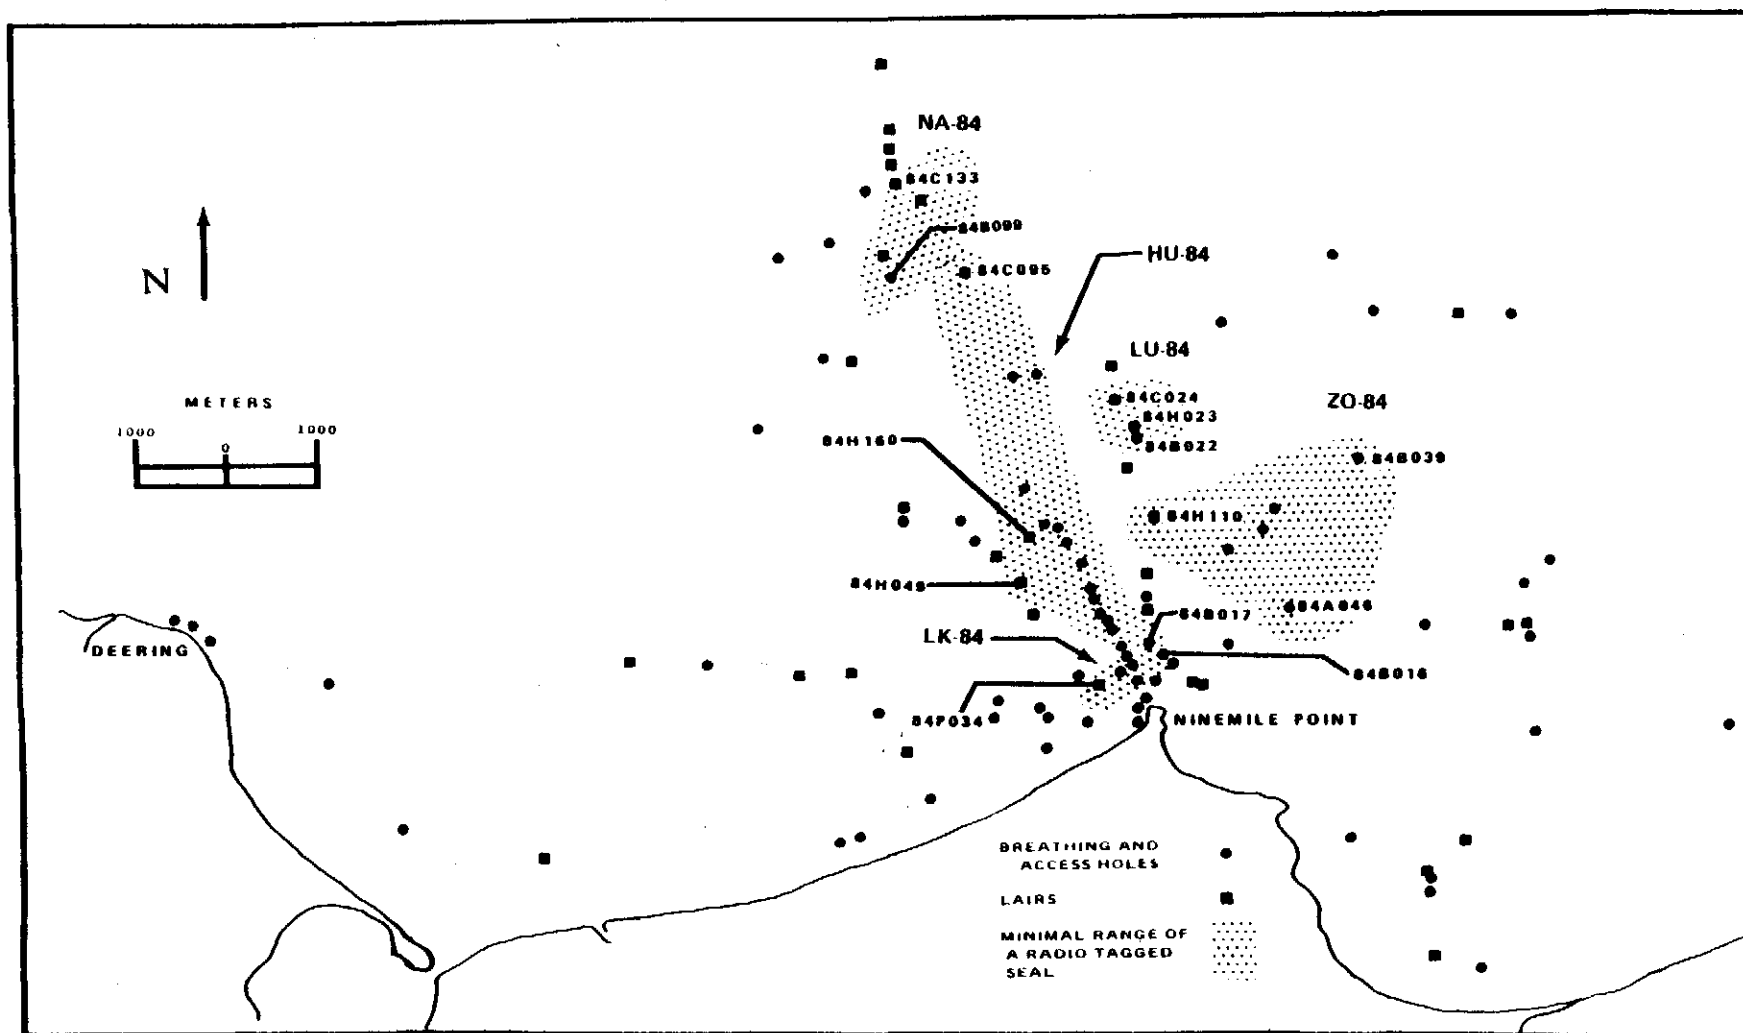 NA-84
84C133
84B099
84C095
HU-84
N
LU-84
METERS
1000 0 1000
84C024
84H023
84B022
ZO-84
84H160
84B039
84H110
84H049
84A046
84B017
LK-84
DEERING
84B016
84P034
NINEMILE POINT
BREATHING AND
ACCESS HOLES
LAIRS
MINIMAL RANGE OF
A RADIO TAGGED
SEAL